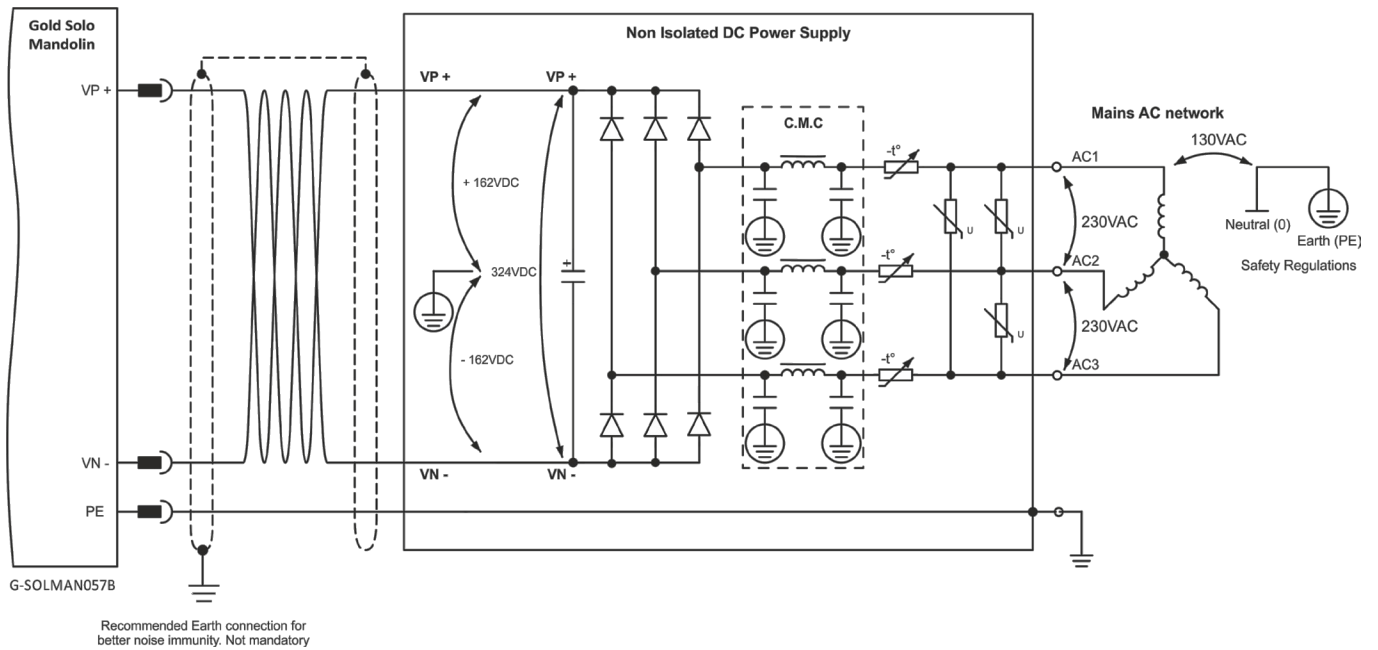 Gold Solo
Mandolin
VP +
VN -
PE
G-SOLMAN057B
Recommended Earth connection for
better noise immunity. Not mandatory
Non Isolated DC Power Supply
VP +
VP +
+ 162VDC
324VDC
- 162VDC
+
VN -
VN -
C.M.C
-t°
-t°
-t°
U
U
U
AC1
230VAC
AC2
230VAC
AC3
Mains AC network
130VAC
Neutral (0)
Earth (PE)
Safety Regulations